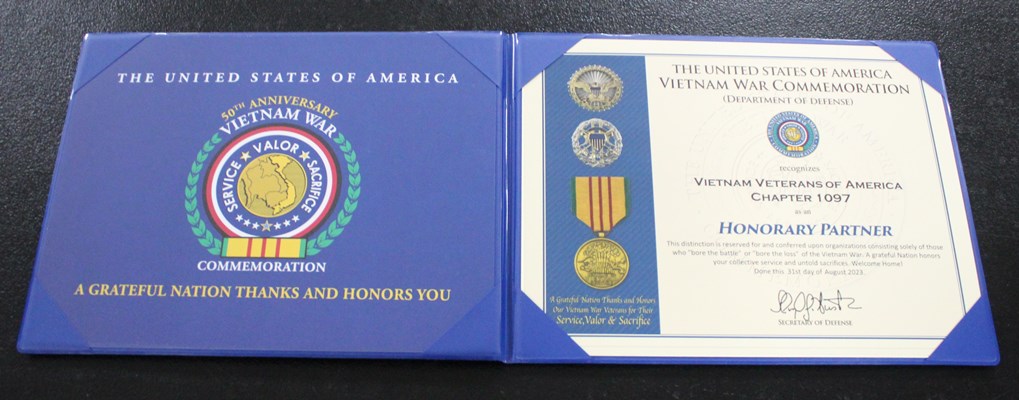 THE UNITED STATES OF AMERICA
50TH ANNIVERSARY
VIETNAM WAR
SERVICE ★ VALOR ★ SACRIFICE
COMMEMORATION
A GRATEFUL NATION THANKS AND HONORS YOU
A Grateful Nation Thanks and Honors
Our Vietnam War Veterans for Their
Service, Valor & Sacrifice
THE UNITED STATES OF AMERICA
VIETNAM WAR COMMEMORATION
(DEPARTMENT OF DEFENSE)
recognizes
VIETNAM VETERANS OF AMERICA
CHAPTER 1097
as an
HONORARY PARTNER
This distinction is reserved for and conferred upon organizations consisting solely of those
who "bore the battle" or "bore the loss" of the Vietnam War. A grateful Nation honors
your collective service and untold sacrifices. Welcome Home!
Done this 31st day of August 2023
SECRETARY OF DEFENSE